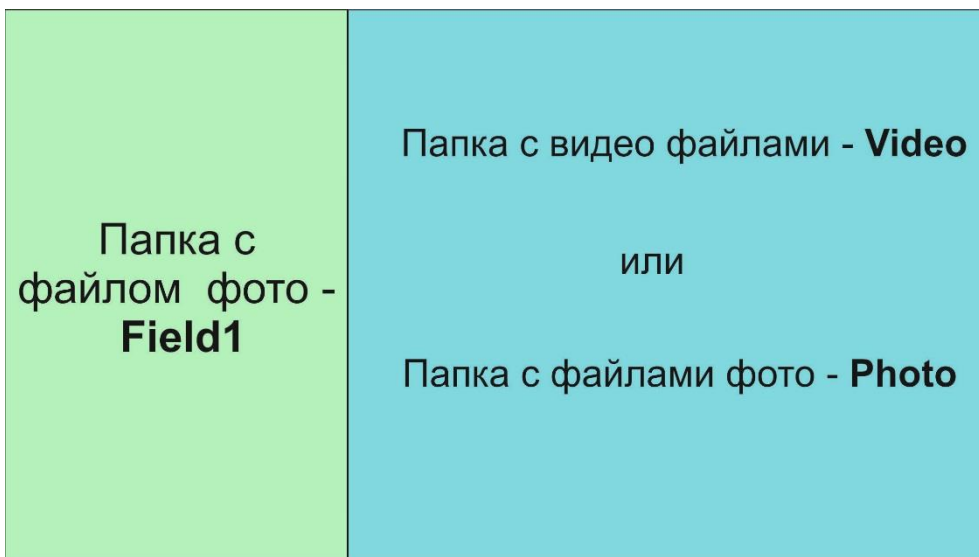 Папка с
файлом фото -
Field1
Папка с видео файлами - Video
или
Папка с файлами фото - Photo